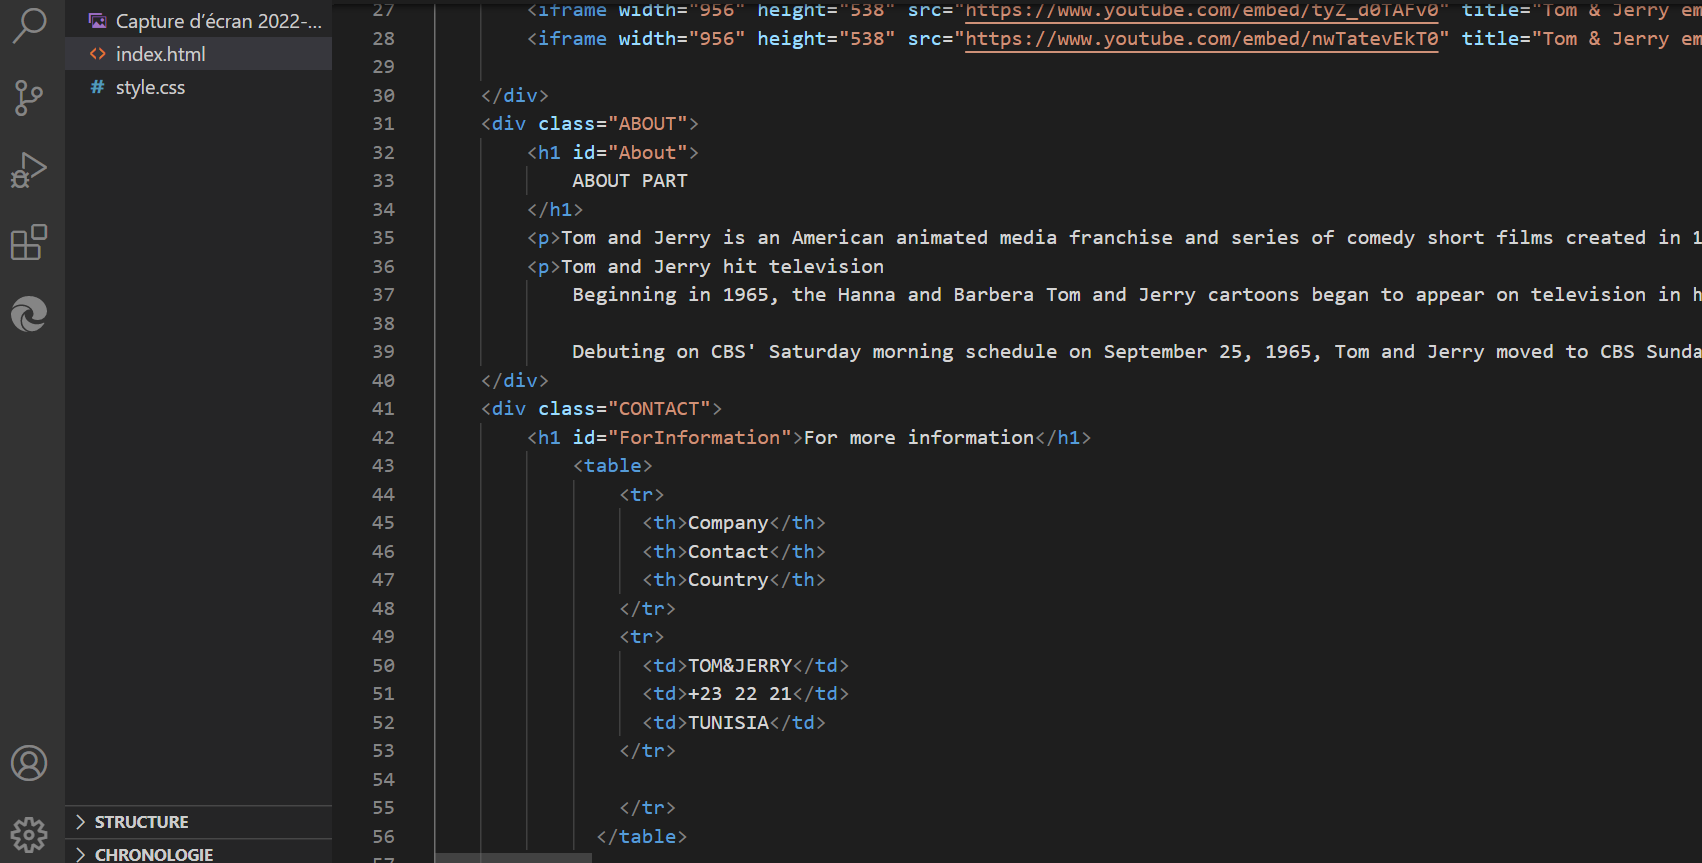 Capture d'écran 2022-...
index.html
style.css
STRUCTURE
CHRONOLOGIE
27 <iframe width="956" height="538" src="https://www.youtube.com/embed/tyZ_d0TAFv0" title="Tom & Jerry em
28 <iframe width="956" height="538" src="https://www.youtube.com/embed/nwTatevEkT0" title="Tom & Jerry em
29
30 </div>
31 <div class="ABOUT">
32 <h1 id="About">
33 ABOUT PART
34 </h1>
35 <p>Tom and Jerry is an American animated media franchise and series of comedy short films created in 1
36 <p>Tom and Jerry hit television
37 Beginning in 1965, the Hanna and Barbera Tom and Jerry cartoons began to appear on television in h
38
39 Debuting on CBS' Saturday morning schedule on September 25, 1965, Tom and Jerry moved to CBS Sunda
40 </div>
41 <div class="CONTACT">
42 <h1 id="ForInformation">For more information</h1>
43 <table>
44 <tr>
45 <th>Company</th>
46 <th>Contact</th>
47 <th>Country</th>
48 </tr>
49 <tr>
50 <td>TOM&JERRY</td>
51 <td>+23 22 21</td>
52 <td>TUNISIA</td>
53 </tr>
54
55 </tr>
56 </table>
57